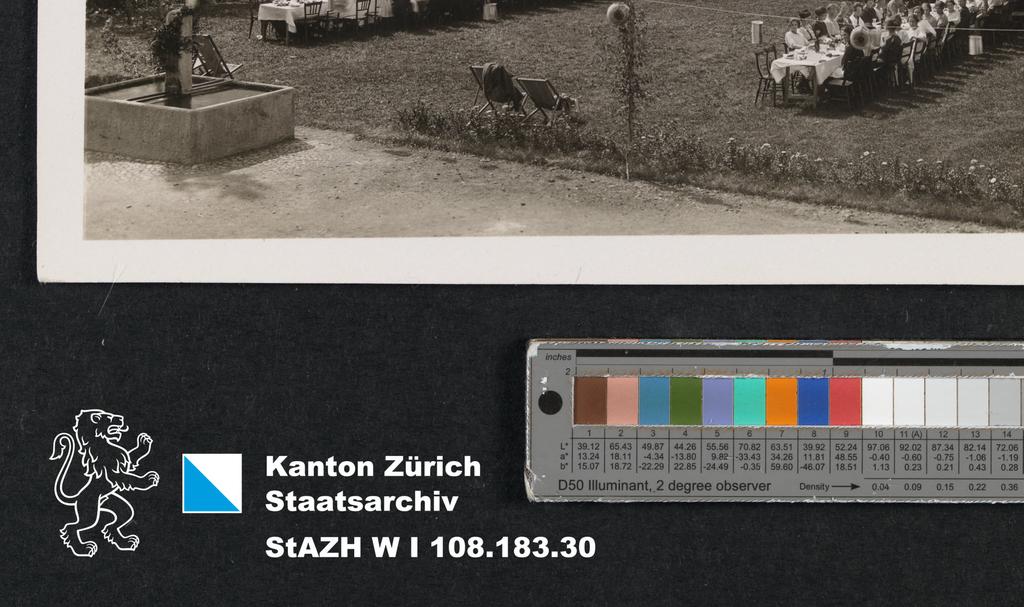 inches
2 1
1 2 3 4 5 6 7 8 9 10 11 (A) 12 13 14
L* 39.12 65.43 49.87 44.26 55.56 70.82 63.51 39.92 52.24 97.06 92.02 87.34 82.14 72.06
a* 13.24 18.11 -4.34 -13.80 9.82 -33.43 34.26 11.81 48.55 -0.40 -0.60 -0.75 -1.06 -1.19
b* 15.07 18.72 -22.29 22.85 -24.49 -0.35 59.60 -46.07 18.51 1.13 0.23 0.21 0.43 0.28
D50 Illuminant, 2 degree observer Density 0.04 0.09 0.15 0.22 0.36
Kanton Zürich
Staatsarchiv
StAZH W I 108.183.30